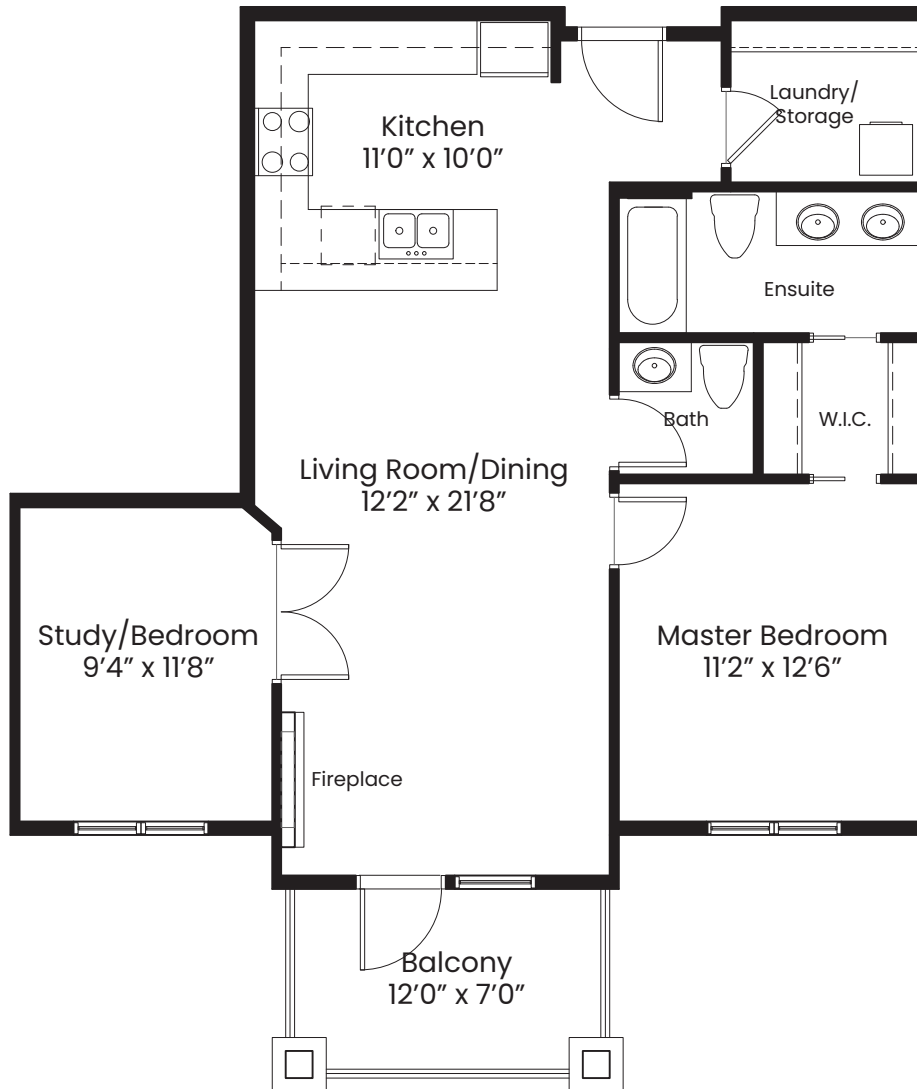 Kitchen
11’0” x 10’0”
Laundry/
Storage
Ensuite
Bath
W.I.C.
Living Room/Dining
12’2” x 21’8”
Study/Bedroom
9’4” x 11’8”
Master Bedroom
11’2” x 12’6”
Fireplace
Balcony
12’0” x 7’0”